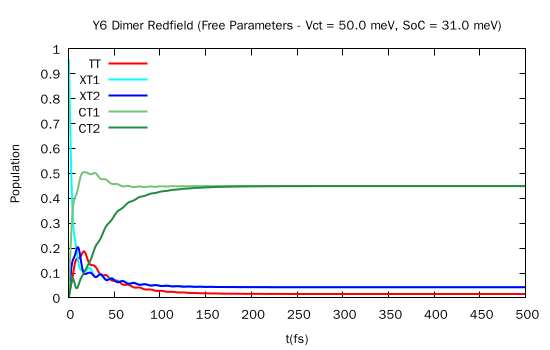 Y6 Dimer Redfield (Free Parameters - Vct = 50.0 meV, SoC = 31.0 meV)
1
0.9
0.8
0.7
0.6
0.5
0.4
0.3
0.2
0.1
0
Population
TT
XT1
XT2
CT1
CT2
0 50 100 150 200 250 300 350 400 450 500
t(fs)